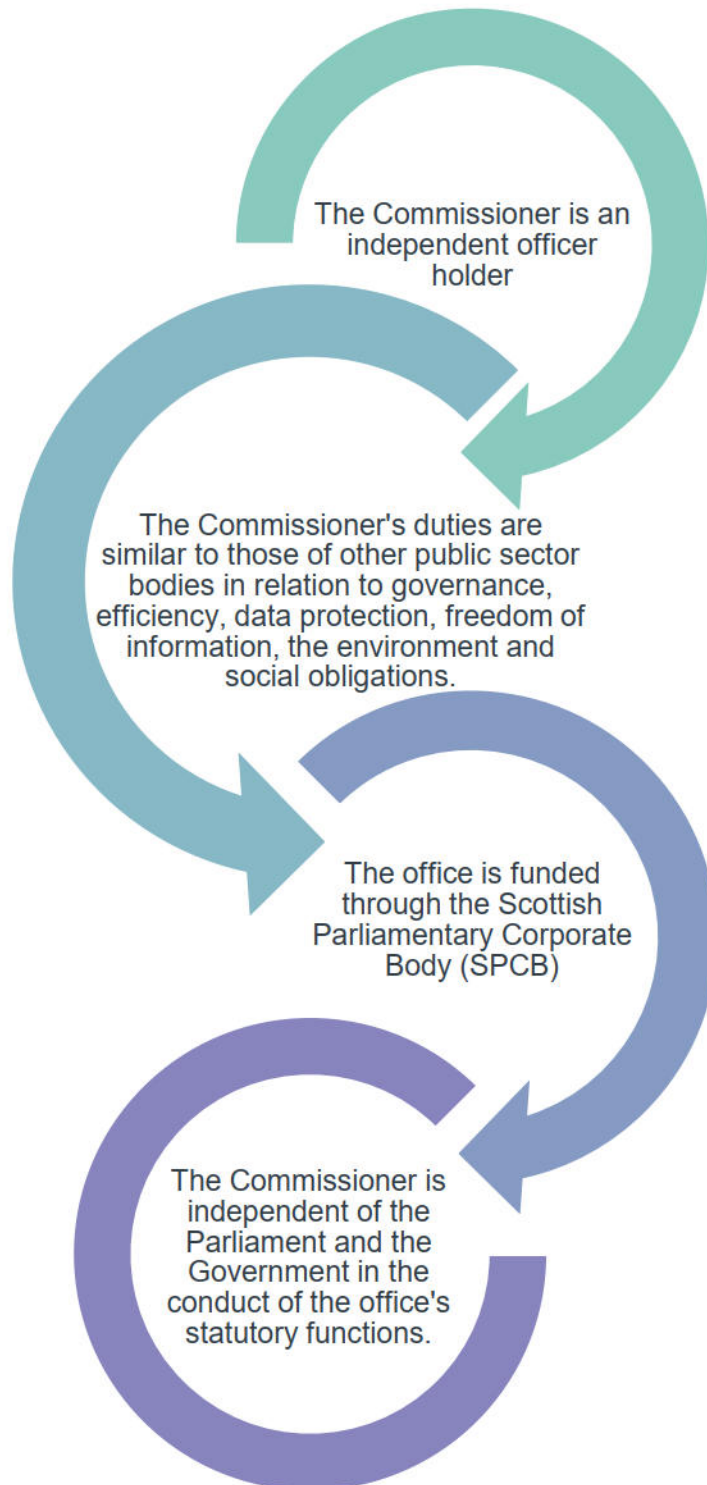 The Commissioner is an
independent officer
holder
The Commissioner's duties are
similar to those of other public sector
bodies in relation to governance,
efficiency, data protection, freedom of
information, the environment and
social obligations.
The office is funded
through the Scottish
Parliamentary Corporate
Body (SPCB)
The Commissioner is
independent of the
Parliament and the
Government in the
conduct of the office's
statutory functions.